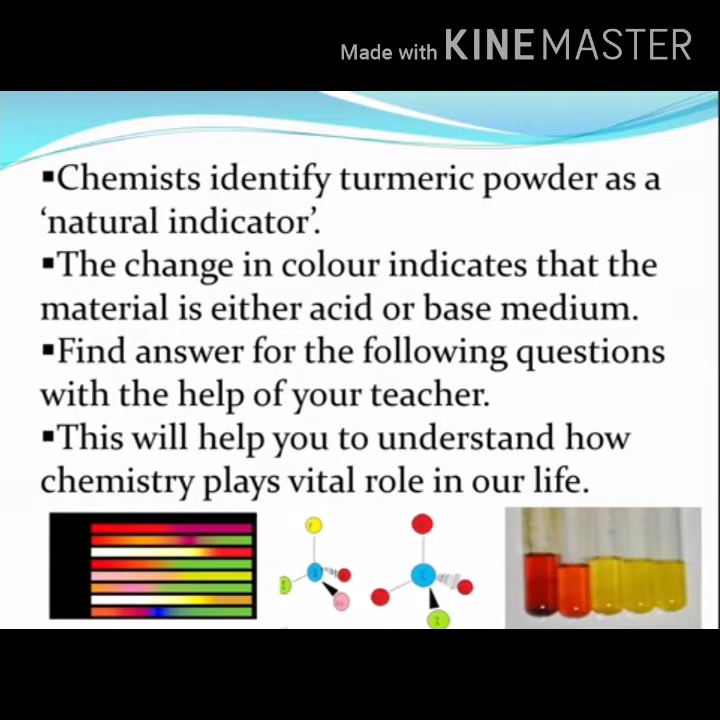 Made with KINEMASTER
▪Chemists identify turmeric powder as a
‘natural indicator’.
▪The change in colour indicates that the
material is either acid or base medium.
▪Find answer for the following questions
with the help of your teacher.
▪This will help you to understand how
chemistry plays vital role in our life.